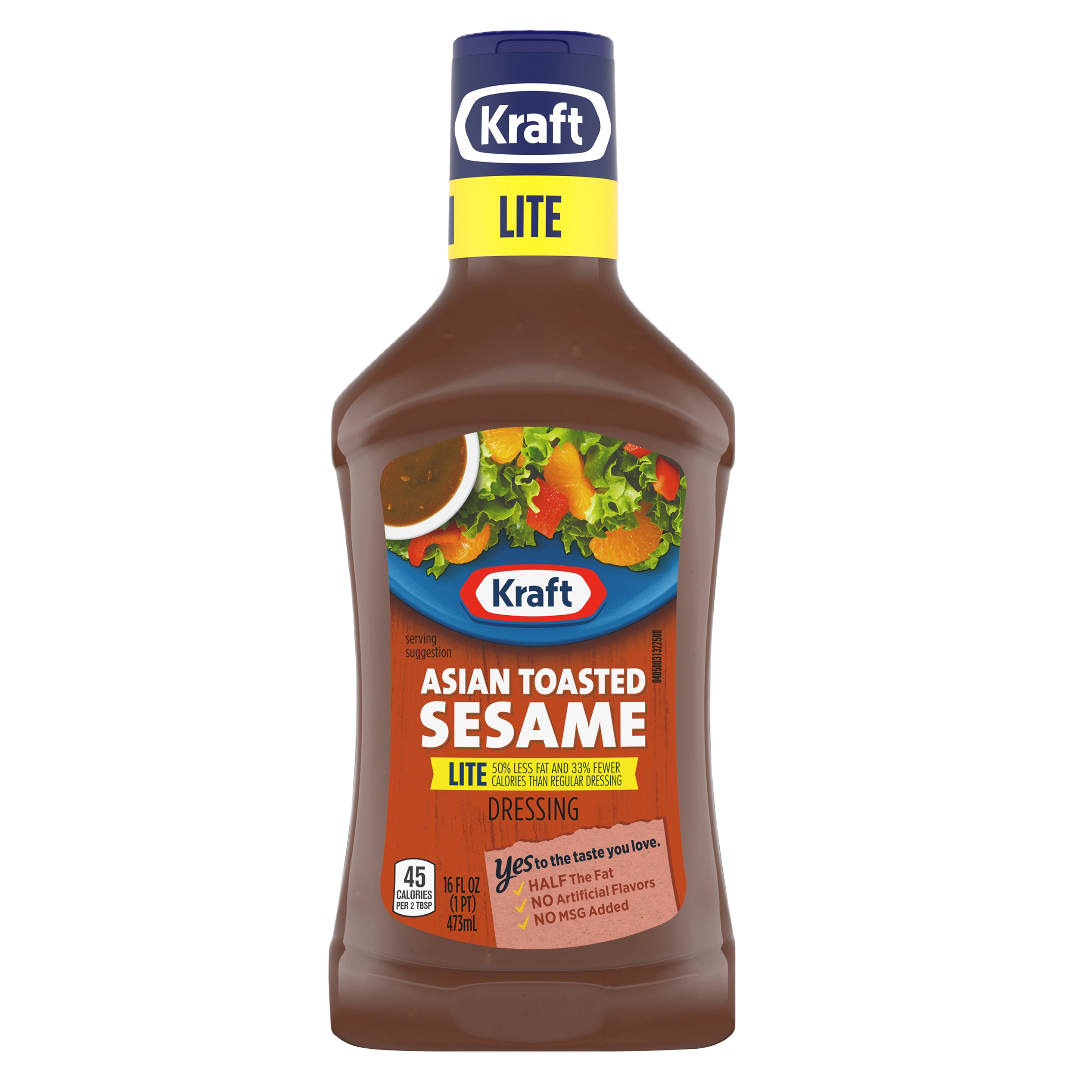 Kraft
LITE
Kraft
serving
suggestion
ASIAN TOASTED
SESAME
LITE 50% LESS FAT AND 33% FEWER
CALORIES THAN REGULAR DRESSING
DRESSING
yes to the taste you love.
✓ HALF The Fat
✓ NO Artificial Flavors
✓ NO MSG Added
45
CALORIES
PER 2 TBSP
16 FL OZ
(1 PT)
473mL